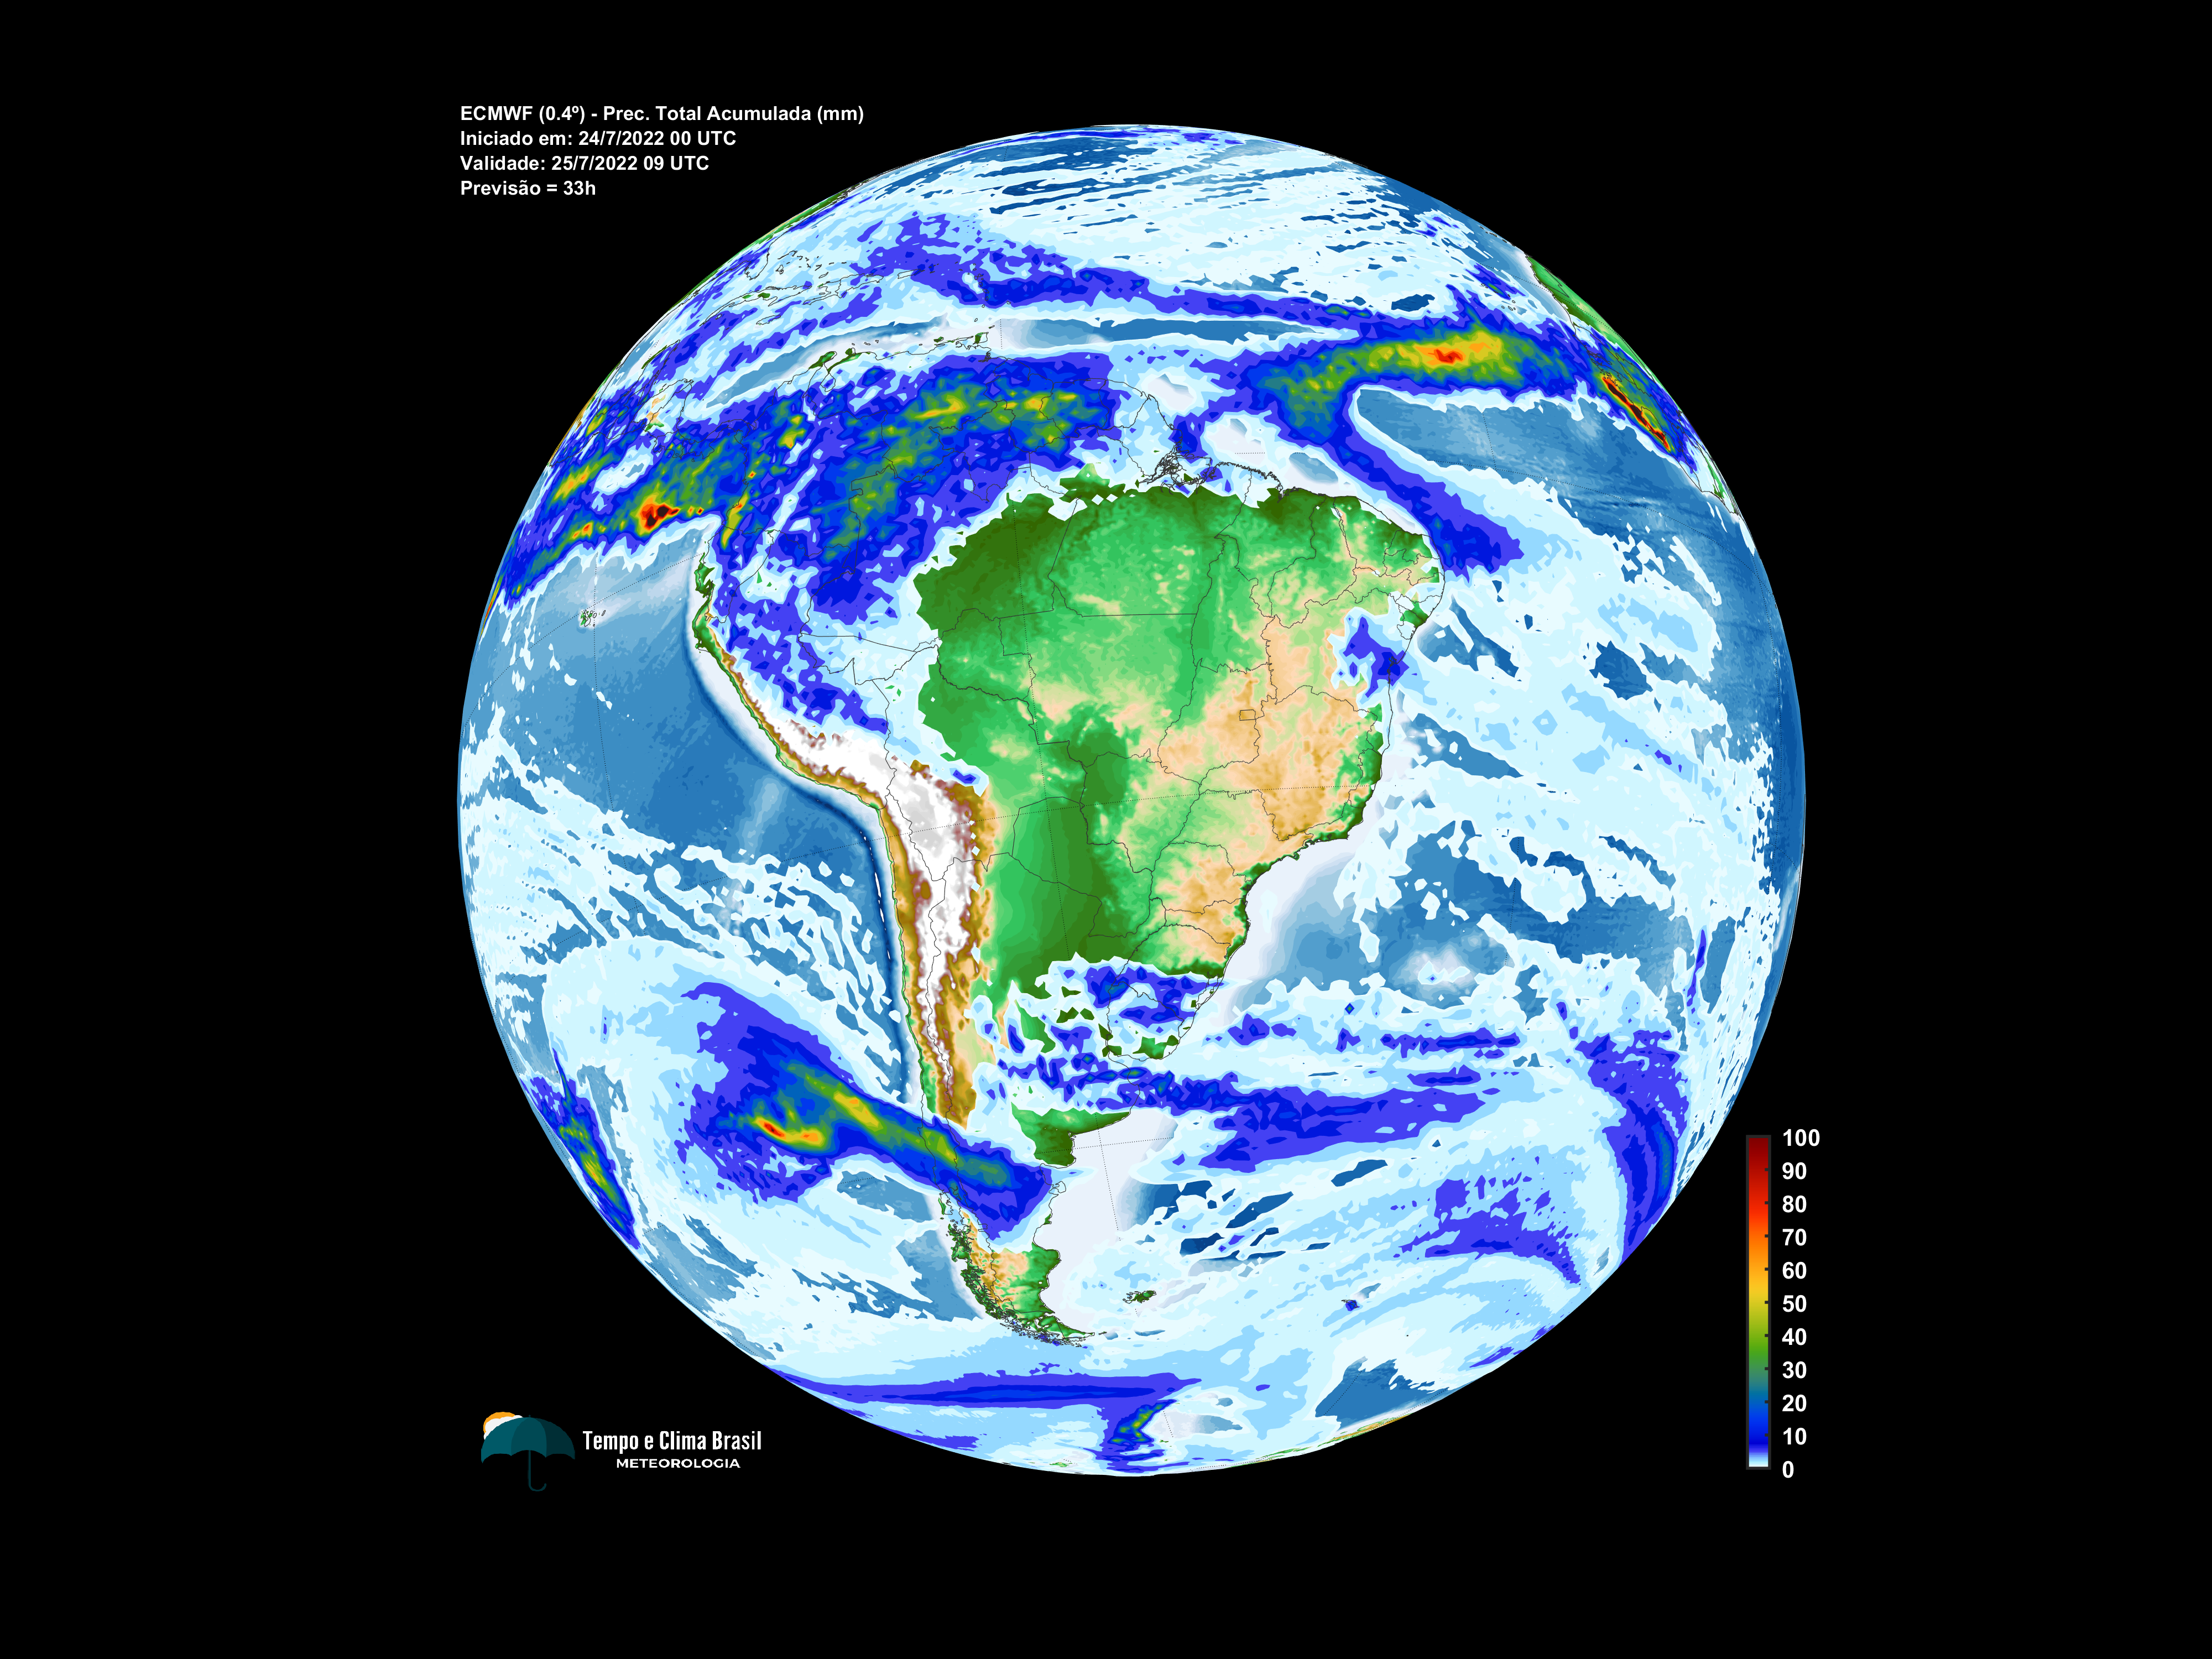 ECMWF (0.4º) - Prec. Total Acumulada (mm)
Iniciado em: 24/7/2022 00 UTC
Validade: 25/7/2022 09 UTC
Previsão = 33h
100
90
80
70
60
50
40
30
20
10
0
Tempo e Clima Brasil
METEOROLOGIA